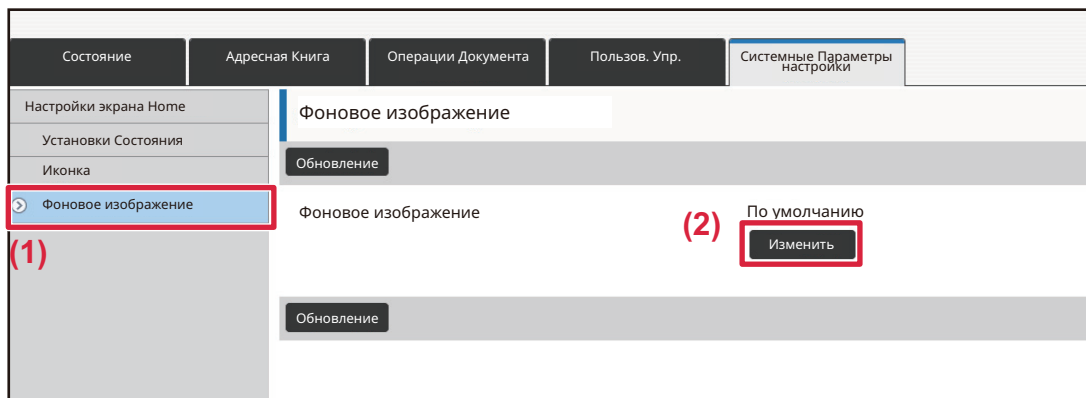 Состояние
Адресная Книга
Операции Документа
Пользов. Упр.
Системные Параметры
настройки
Настройки экрана Home
Установки Состояния
Иконка
Фоновое изображение
(1)
Фоновое изображение
Обновление
Фоновое изображение
По умолчанию
(2)
Изменить
Обновление